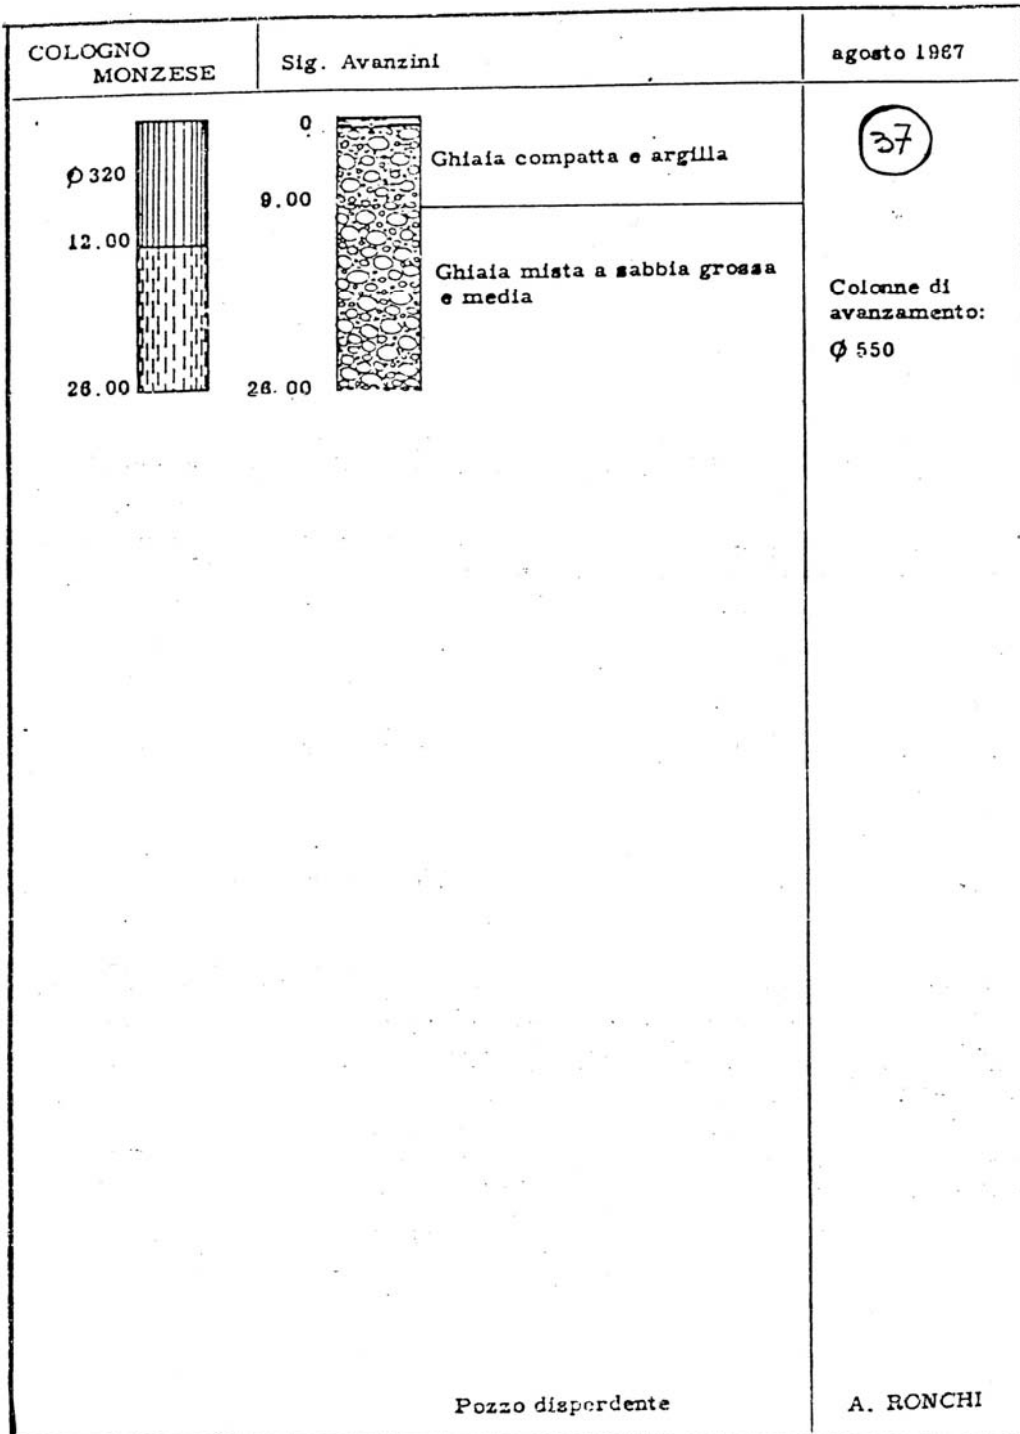 COLOGNO
MONZESE
Sig. Avanzini
agosto 1967
Ø 320
12.00
26.00
0
9.00
26.00
Ghiaia compatta e argilla
Ghiaia mista a sabbia grossa
e media
37
Colonne di
avanzamento:
Ø 550
Pozzo disperdente
A. RONCHI